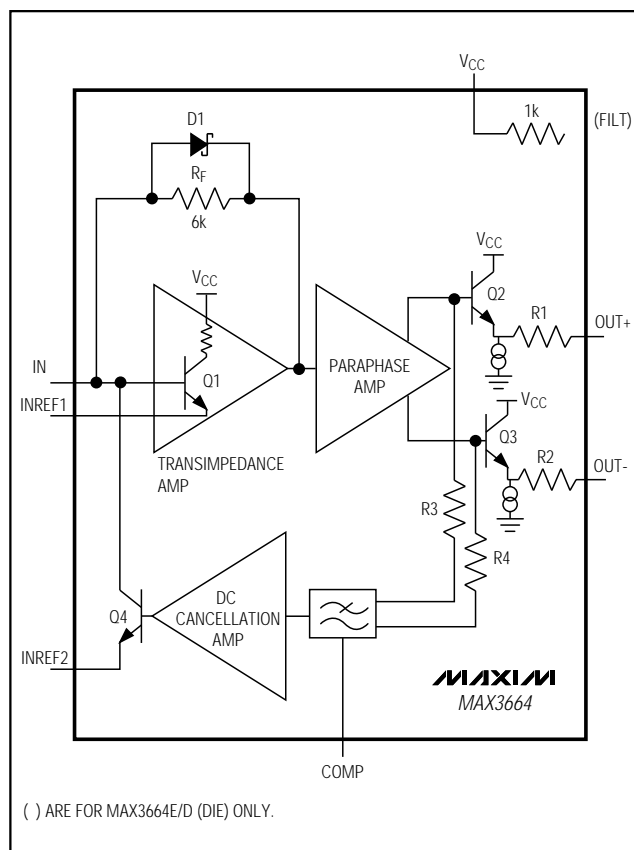 VCC
D1
1k
(FILT)
RF
6k
VCC
VCC
Q2
R1
OUT+
IN
Q1
PARAPHASE
AMP
VCC
INREF1
Q3
TRANSIMPEDANCE
AMP
R2
OUT-
R3
R4
DC
CANCELLATION
AMP
Q4
INREF2
MAXIM
MAX3664
COMP
( ) ARE FOR MAX3664E/D (DIE) ONLY.